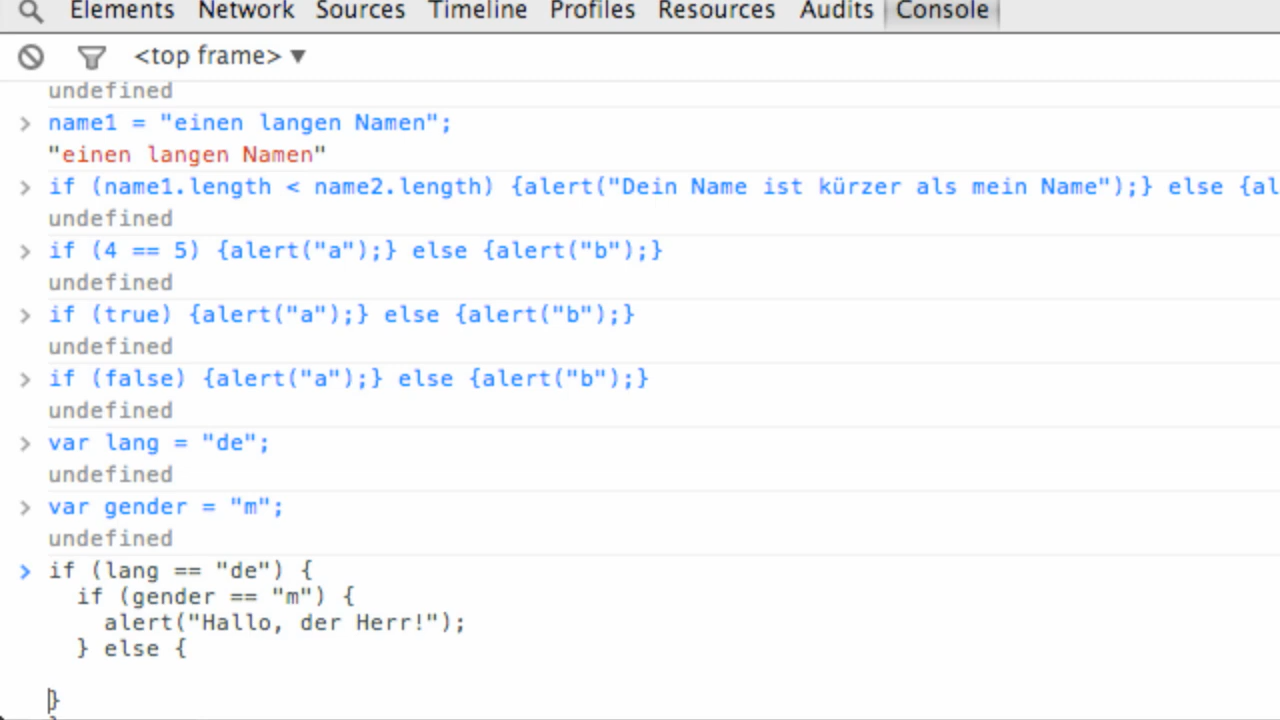 Elements Network Sources Timeline Profiles Resources Audits Console
<top frame> ▼
undefined
> name1 = "einen langen Namen";
"einen langen Namen"
> if (name1.length < name2.length) {alert("Dein Name ist kürzer als mein Name");} else {al
undefined
> if (4 == 5) {alert("a");} else {alert("b");}
undefined
> if (true) {alert("a");} else {alert("b");}
undefined
> if (false) {alert("a");} else {alert("b");}
undefined
> var lang = "de";
undefined
> var gender = "m";
undefined
> if (lang == "de") {
if (gender == "m") {
alert("Hallo, der Herr!");
} else {
}